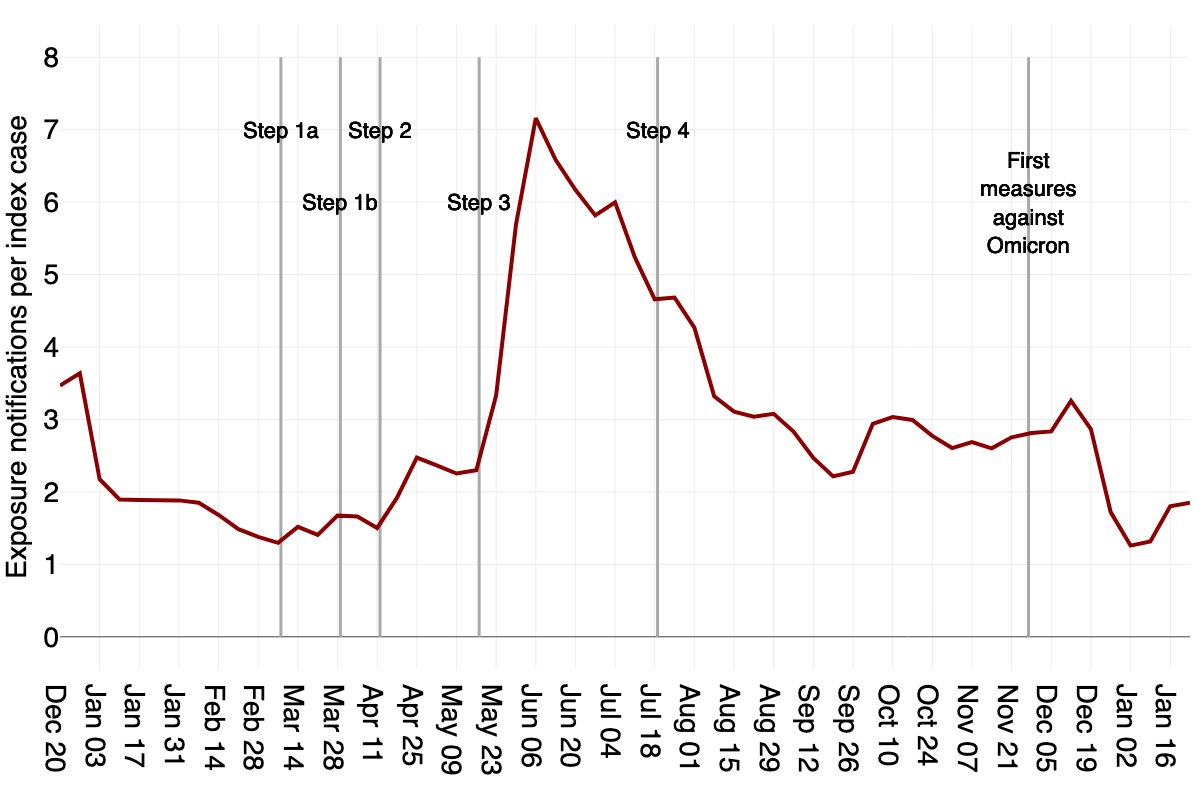 Exposure notifications per index case
8
7
6
5
4
3
2
1
0
Step 1a
Step 2
Step 4
Step 1b
Step 3
First
measures
against
Omicron
Dec 20
Jan 03
Jan 17
Jan 31
Feb 14
Feb 28
Mar 14
Mar 28
Apr 11
Apr 25
May 09
May 23
Jun 06
Jun 20
Jul 04
Jul 18
Aug 01
Aug 15
Aug 29
Sep 12
Sep 26
Oct 10
Oct 24
Nov 07
Nov 21
Dec 05
Dec 19
Jan 02
Jan 16